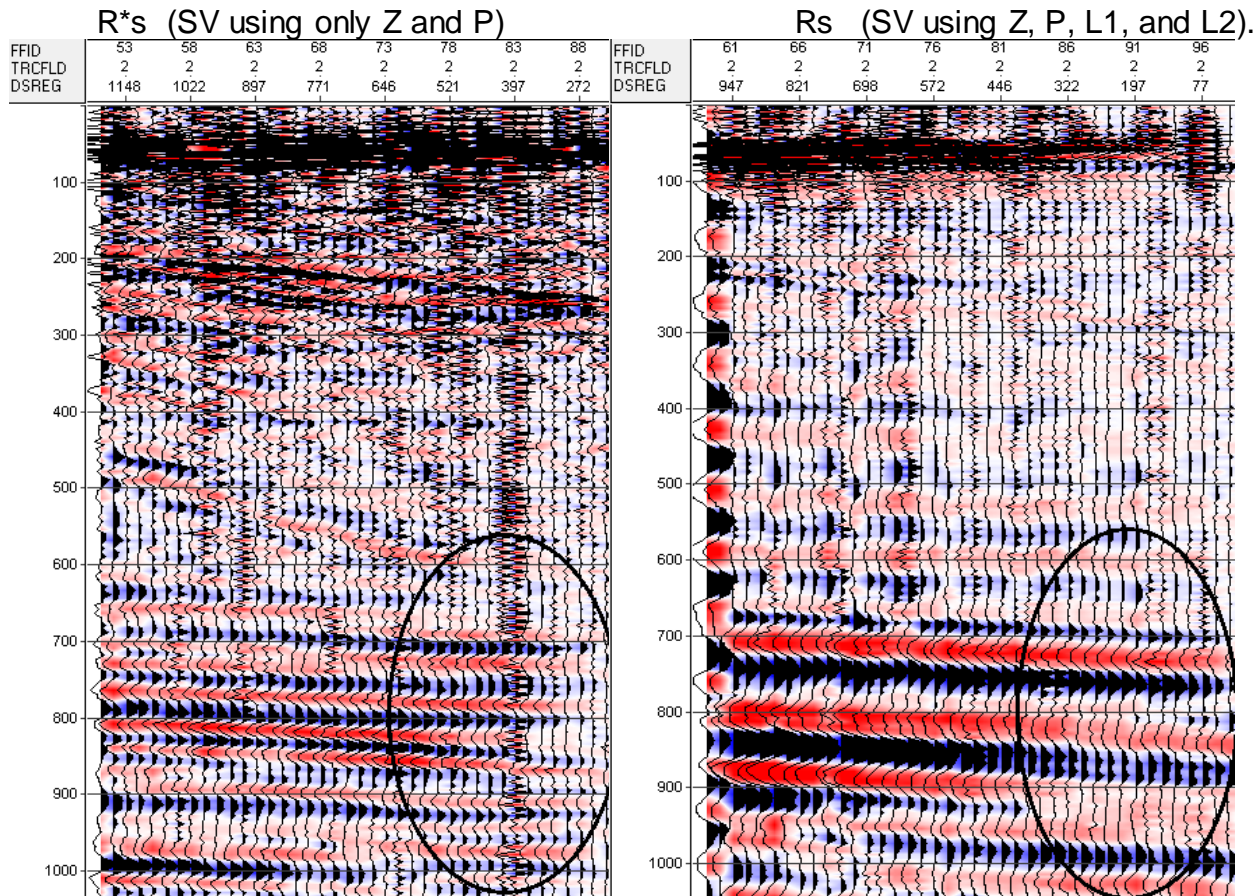 R*s (SV using only Z and P)
Rs (SV using Z, P, L1, and L2).
FFID 53 58 63 68 73 78 83 88
TRCFLD 2 2 2 2 2 2 2 2
DSREG 1148 1022 897 771 646 521 397 272
100
200
300
400
500
600
700
800
900
1000
FFID 61 66 71 76 81 86 91 96
TRCFLD 2 2 2 2 2 2 2 2
DSREG 947 821 698 572 446 322 197 77
100
200
300
400
500
600
700
800
900
1000